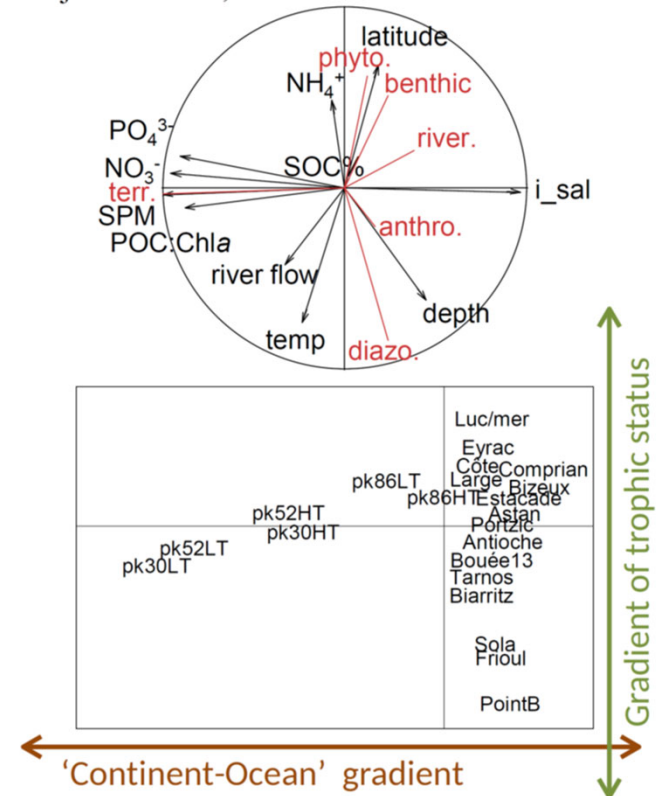 latitude
phyto.
NH₄⁺
benthic
PO₄³⁻
river.
SOC%
NO₃⁻
terr.
i_sal
SPM
anthro.
POC:Chla
river flow
depth
temp
diazo.
Luc/mer
Eyrac
Côte
Comprian
pk86LT
Large
Bizeux
pk86HT
Estacade
pk52HT
Astan
Portzic
pk30HT
Antioche
pk52LT
Bouée13
pk30LT
Tarnos
Biarritz
Sola
Frioul
PointB
Gradient of trophic status
‘Continent-Ocean’ gradient